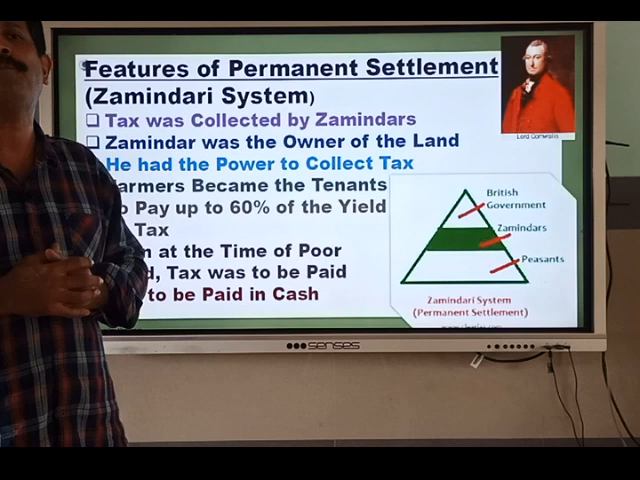 Features of Permanent Settlement
(Zamindari System)
Tax was Collected by Zamindars
Zamindar was the Owner of the Land
He had the Power to Collect Tax
armers Became the Tenants
Pay up to 60% of the Yield
Tax
at the Time of Poor
, Tax was to be Paid
to be Paid in Cash
Lord Cornwallis
British
Government
Zamindars
Peasants
Zamindari System
(Permanent Settlement)
senses